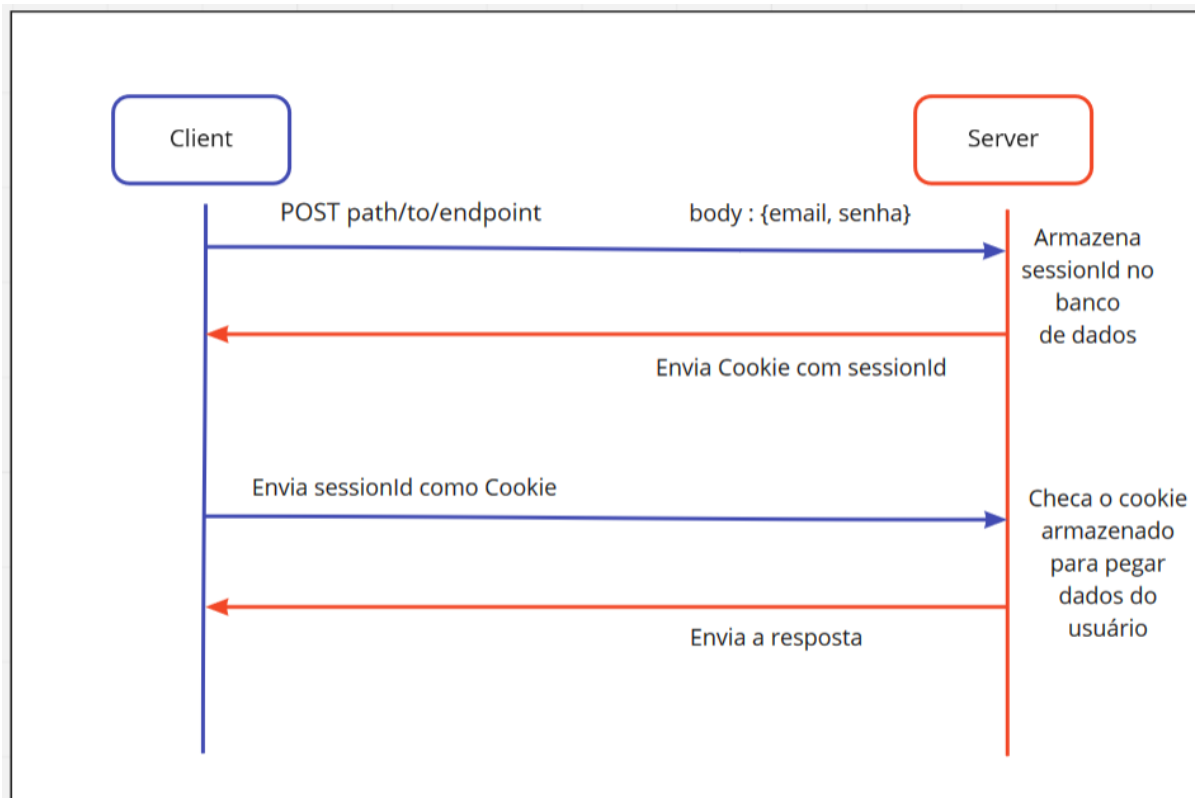 Client
Server
POST path/to/endpoint
body : {email, senha}
Armazena
sessionId no
banco
de dados
Envia Cookie com sessionId
Envia sessionId como Cookie
Checa o cookie
armazenado
para pegar
dados do
usuário
Envia a resposta